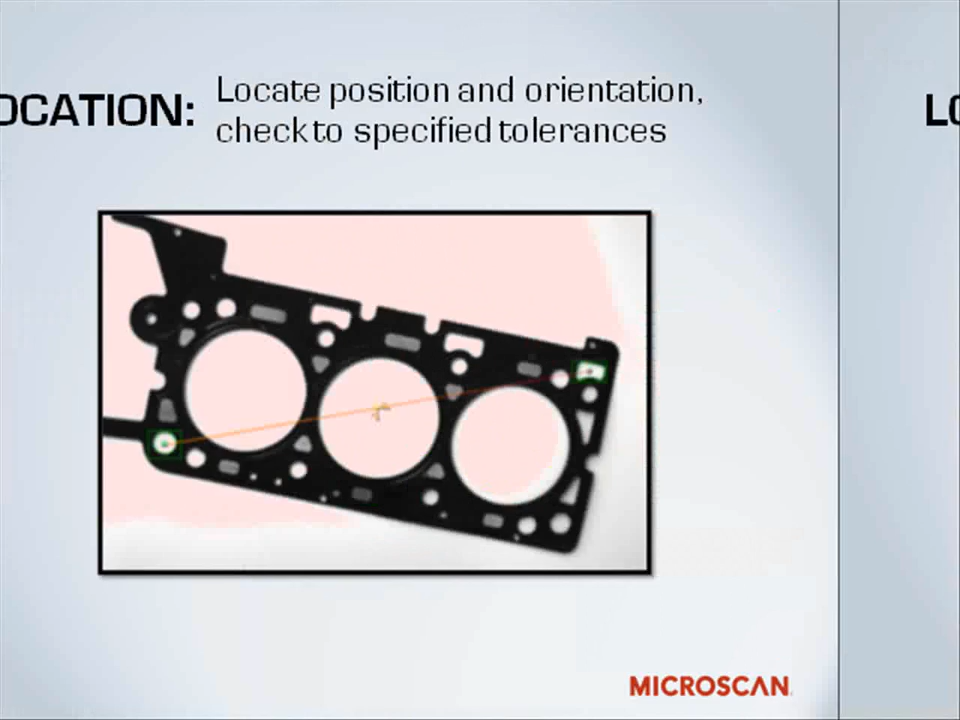 OCATION:
Locate position and orientation,
check to specified tolerances
LO
MICROSCAN